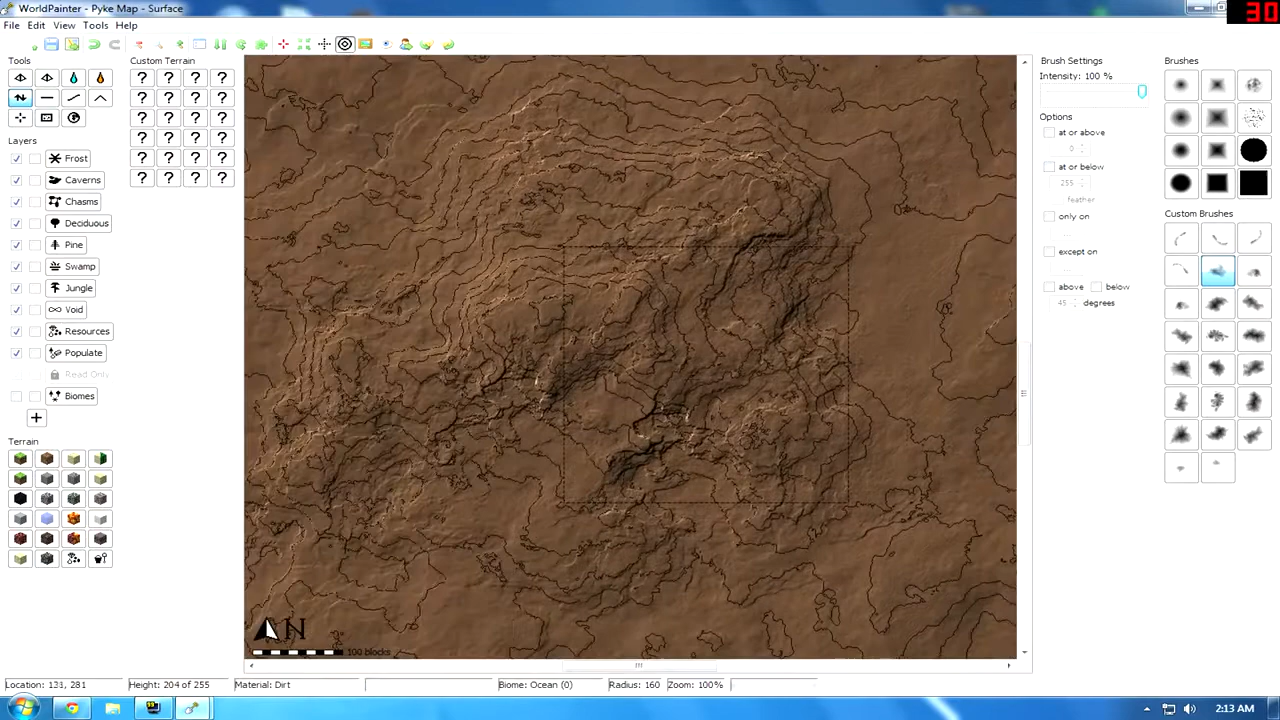 WorldPainter - Pyke Map - Surface
30
File Edit View Tools Help
Tools
Custom Terrain
? ? ? ?
? ? ? ?
? ? ? ?
? ? ? ?
? ? ? ?
? ? ? ?
Layers
Frost
Caverns
Chasms
Deciduous
Pine
Swamp
Jungle
Void
Resources
Populate
Read Only
Biomes
+
Terrain
N
100 blocks
Brush Settings
Intensity: 100 %
Options
at or above
0
at or below
255
feather
only on
...
except on
...
above below
45 degrees
Brushes
Custom Brushes
Location: 131, 281 Height: 204 of 255 Material: Dirt Biome: Ocean (0) Radius: 160 Zoom: 100%
2:13 AM